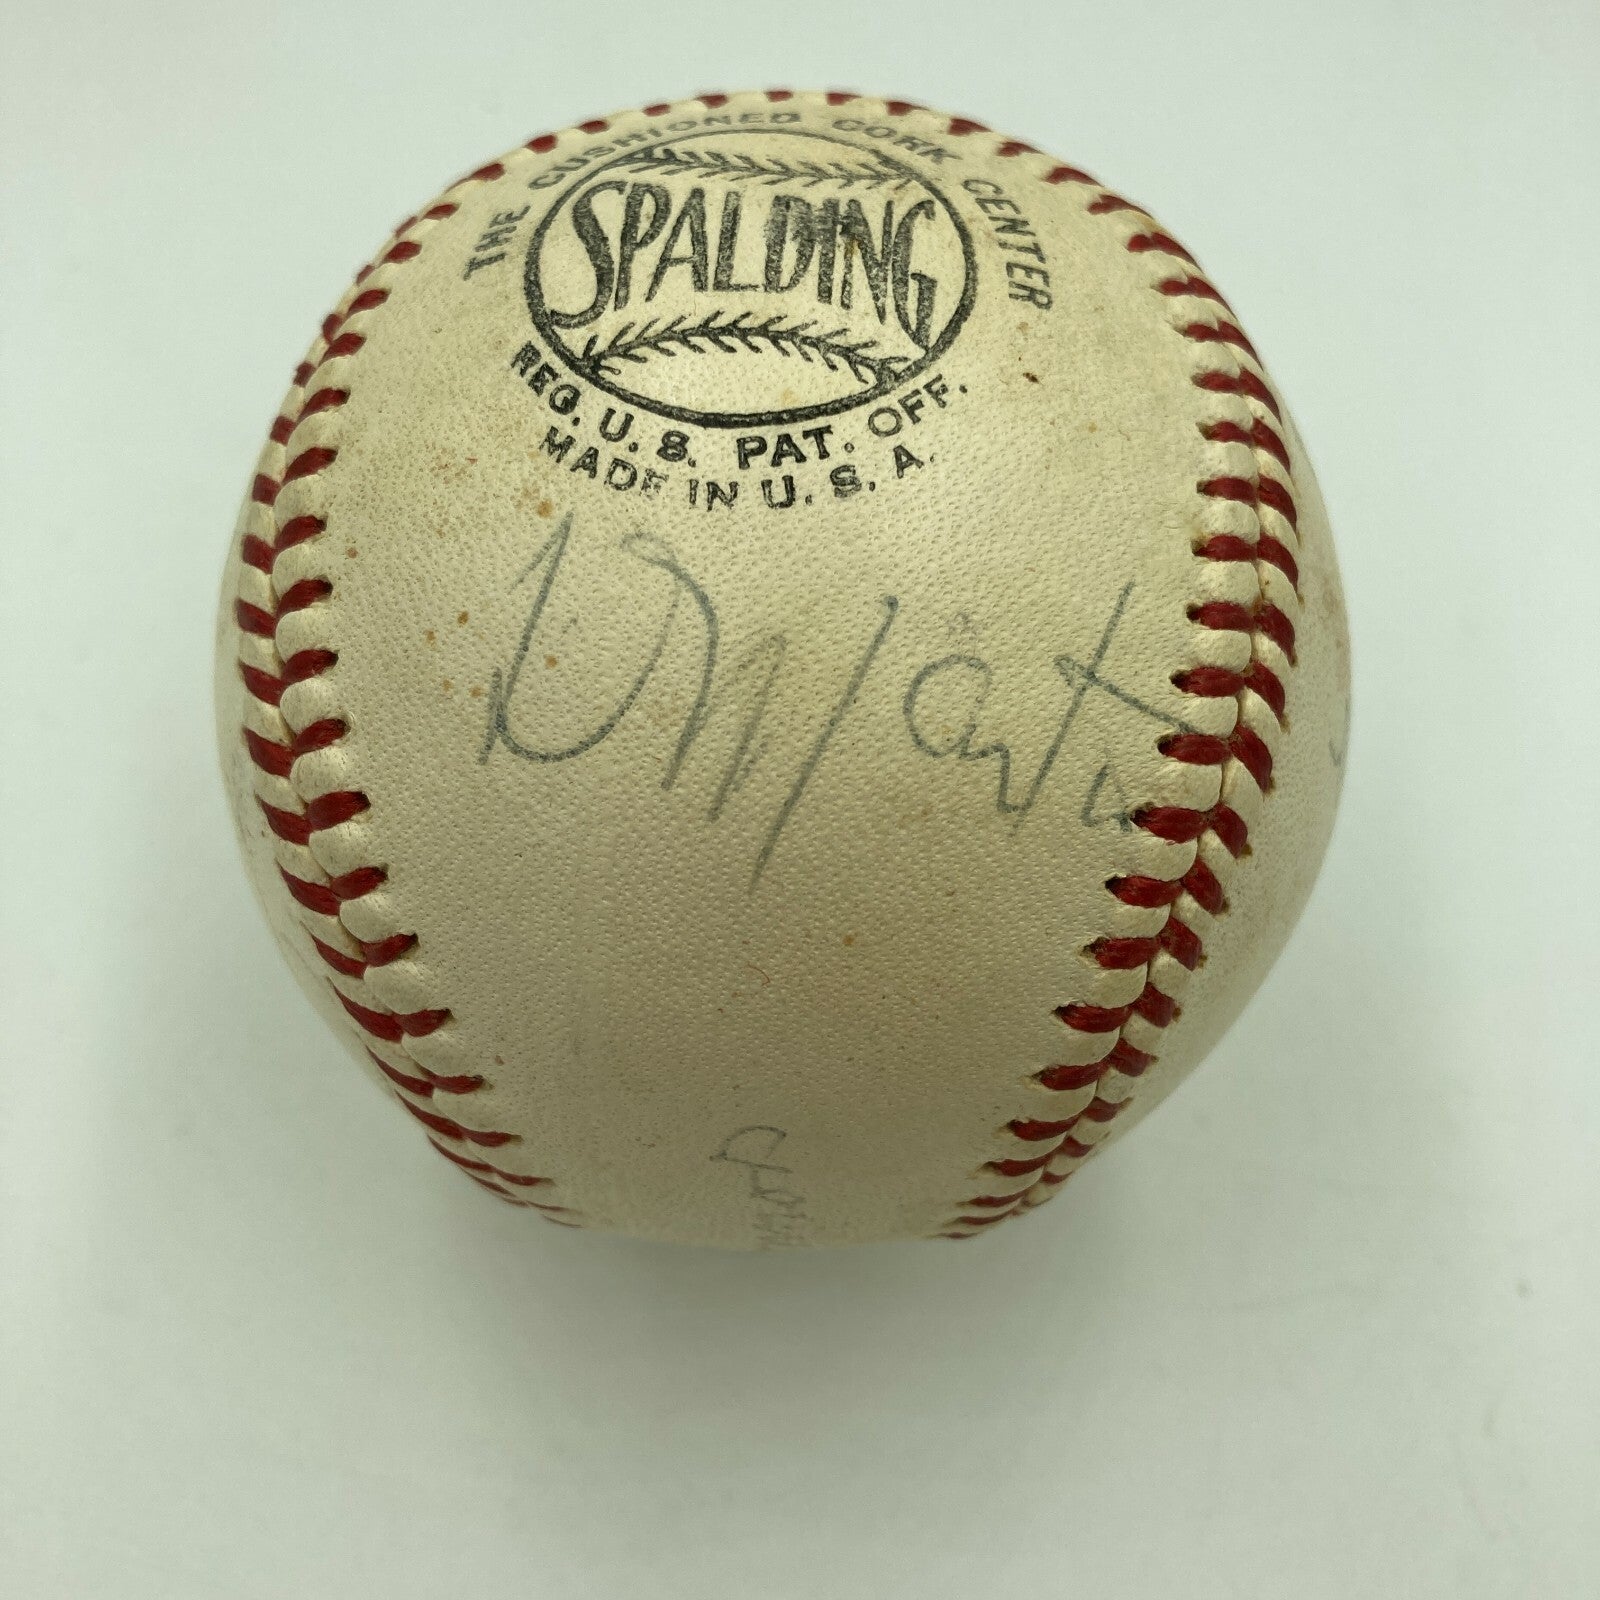 THE CUSHIONED CORK CENTER
SPALDING
REG. U.S. PAT. OFF.
MADE IN U.S.A.